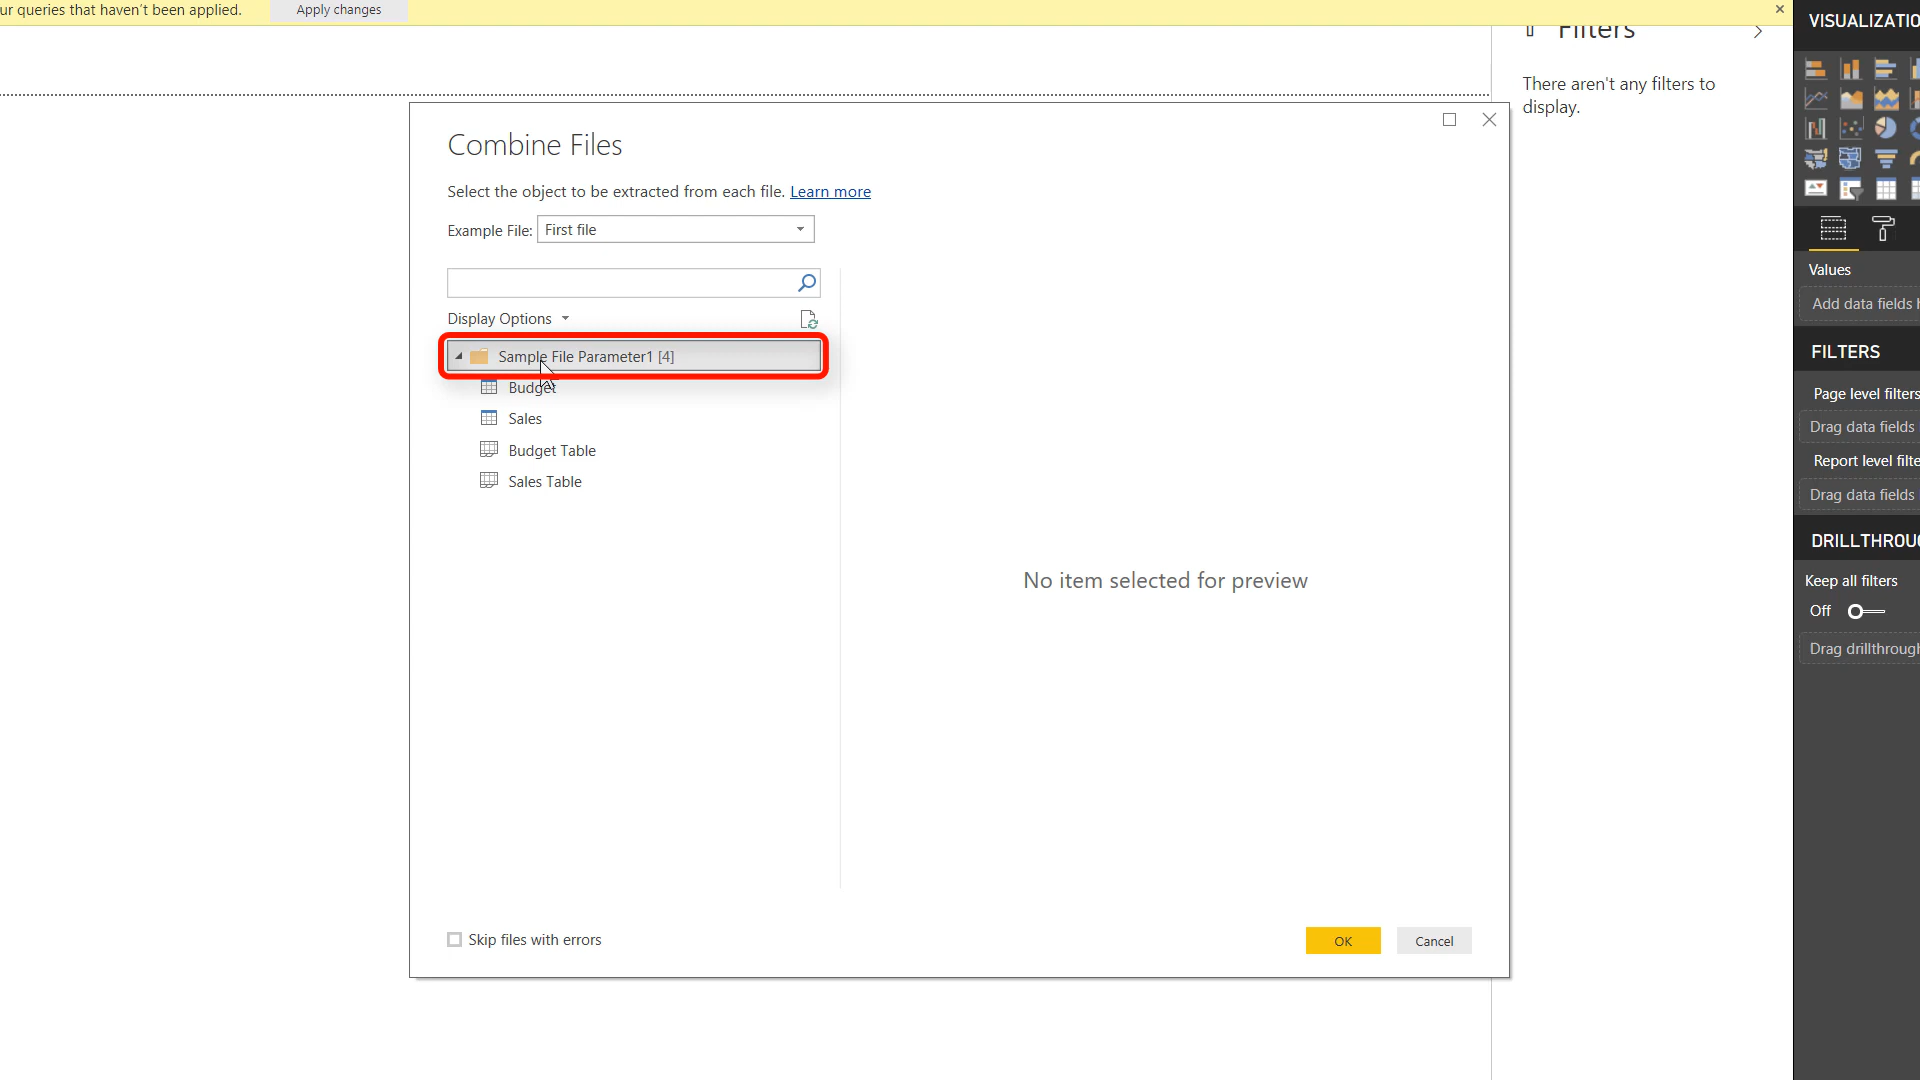 ur queries that haven't been applied.
Apply changes
Filters
There aren't any filters to
display.
Combine Files
Select the object to be extracted from each file. Learn more
Example File: First file
Display Options
Sample File Parameter1 [4]
Budget
Sales
Budget Table
Sales Table
No item selected for preview
Skip files with errors
OK
Cancel
VISUALIZATIO
Values
Add data fields h
FILTERS
Page level filters
Drag data fields
Report level filte
Drag data fields
DRILLTHROU
Keep all filters
Off
Drag drillthrough